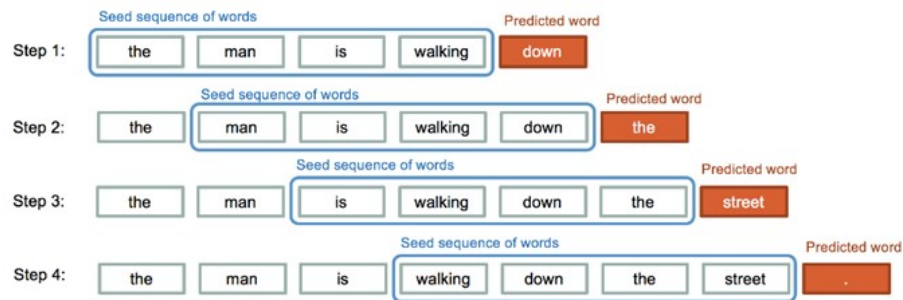 Seed sequence of words Predicted word
Step 1: the man is walking down
Seed sequence of words Predicted word
Step 2: the man is walking down the
Seed sequence of words Predicted word
Step 3: the man is walking down the street
Seed sequence of words Predicted word
Step 4: the man is walking down the street .